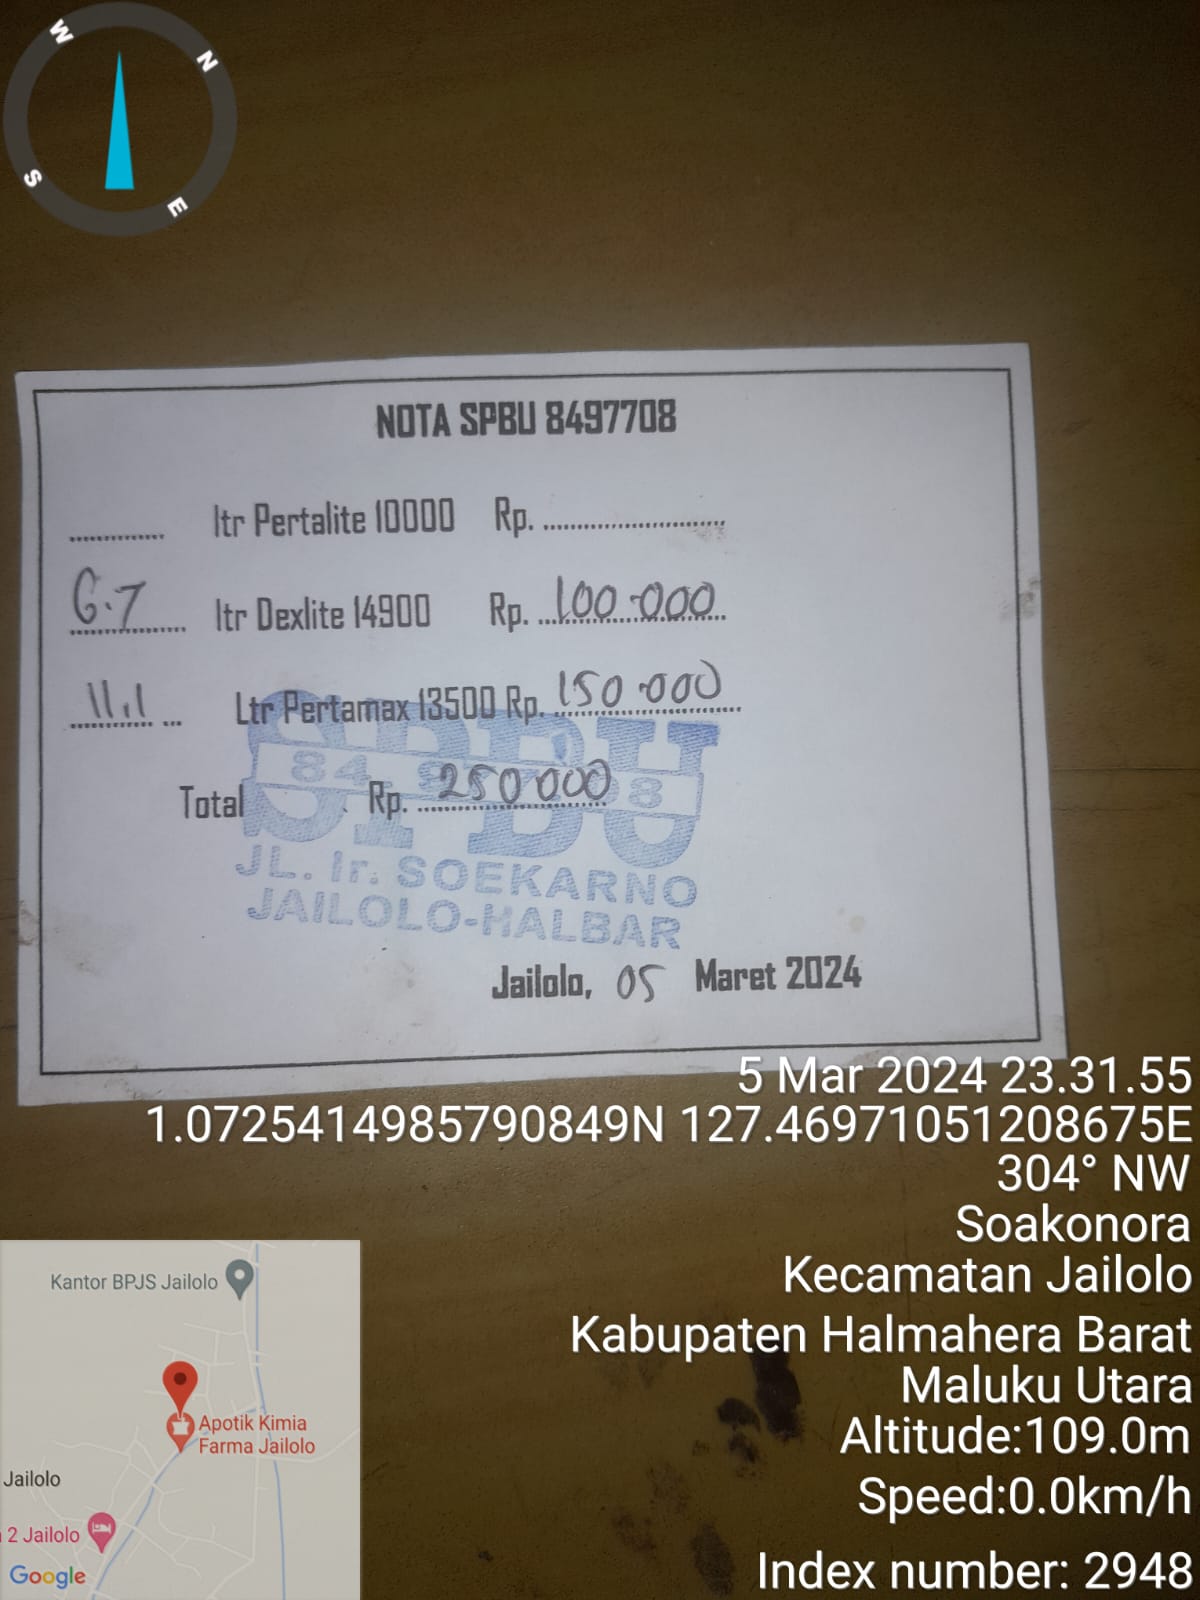 W
N
S
E
NOTA SPBU 8497708
............. ltr Pertalite 10000 Rp. ............................
6.7 ltr Dexlite 14900 Rp. 100.000
11,1 Ltr Pertamax 13500 Rp. 150.000
Total Rp. 250000
SPBU
84 8
JL. Ir. SOEKARNO
JAILOLO-HALBAR
Jailolo, 05 Maret 2024
5 Mar 2024 23.31.55
1.0725414985790849N 127.46971051208675E
304° NW
Soakonora
Kecamatan Jailolo
Kabupaten Halmahera Barat
Maluku Utara
Altitude:109.0m
Speed:0.0km/h
Index number: 2948
Kantor BPJS Jailolo
Apotik Kimia
Farma Jailolo
Jailolo
2 Jailolo
Google